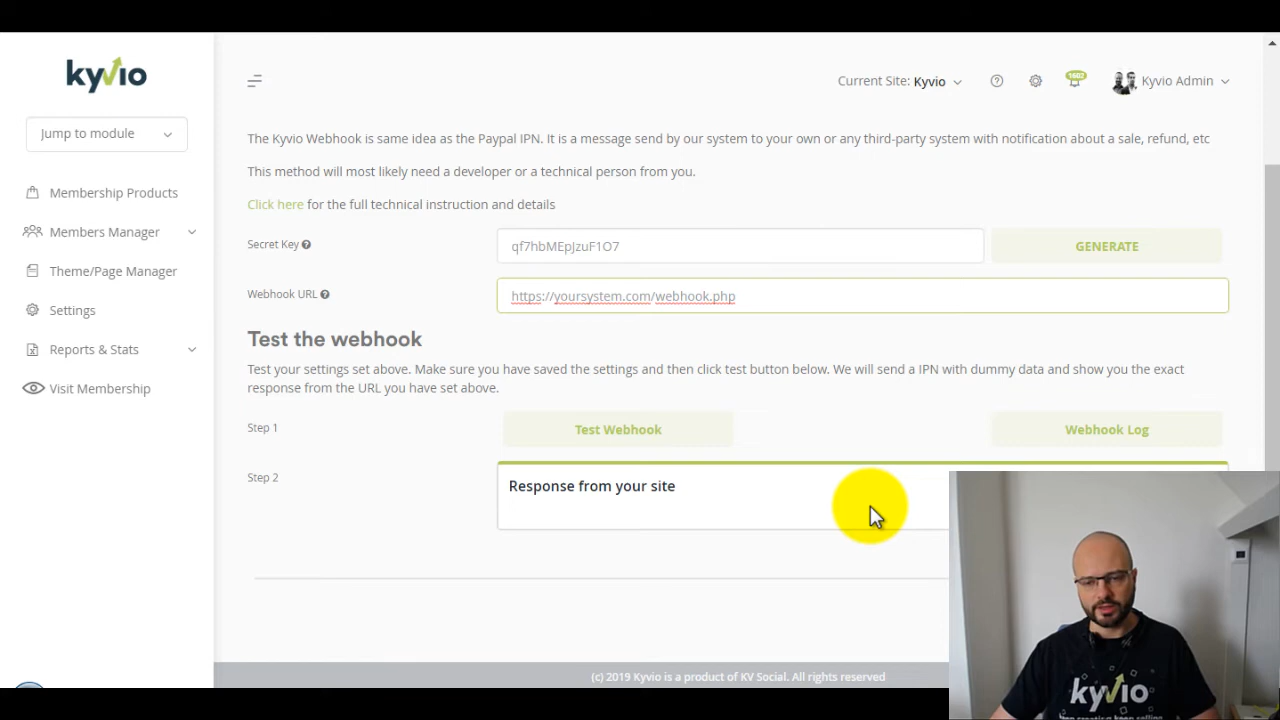 kyvio
Jump to module
Membership Products
Members Manager
Theme/Page Manager
Settings
Reports & Stats
Visit Membership
Current Site: Kyvio
1602
Kyvio Admin
The Kyvio Webhook is same idea as the Paypal IPN. It is a message send by our system to your own or any third-party system with notification about a sale, refund, etc
This method will most likely need a developer or a technical person from you.
Click here for the full technical instruction and details
Secret Key
qf7hbMEpJzuF1O7
GENERATE
Webhook URL
https://yoursystem.com/webhook.php
Test the webhook
Test your settings set above. Make sure you have saved the settings and then click test button below. We will send a IPN with dummy data and show you the exact
response from the URL you have set above.
Step 1
Test Webhook
Webhook Log
Step 2
Response from your site
(c) 2019 Kyvio is a product of KV Social. All rights reserved
kyvio